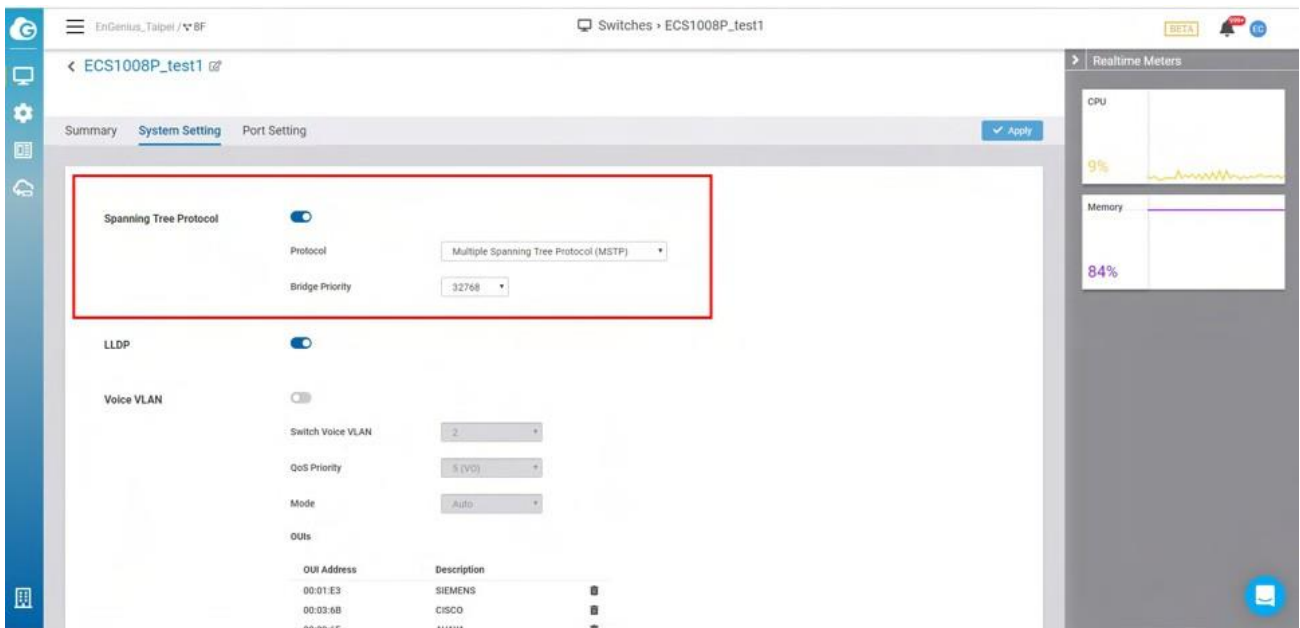 EnGenius_Taipei / 8F
Switches › ECS1008P_test1
BETA
EC
ECS1008P_test1
Realtime Meters
Summary System Setting Port Setting
Apply
CPU
9%
Memory
84%
Spanning Tree Protocol
Protocol Multiple Spanning Tree Protocol (MSTP)
Bridge Priority 32768
LLDP
Voice VLAN
Switch Voice VLAN 2
QoS Priority 5 (VO)
Mode Auto
OUIs
OUI Address Description
00:01:E3 SIEMENS
00:03:6B CISCO